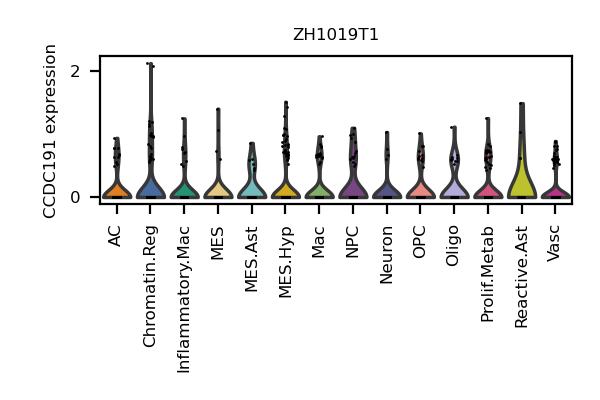 ZH1019T1
CCDC191 expression
2
0
AC
Chromatin.Reg
Inflammatory.Mac
MES
MES.Ast
MES.Hyp
Mac
NPC
Neuron
OPC
Oligo
Prolif.Metab
Reactive.Ast
Vasc